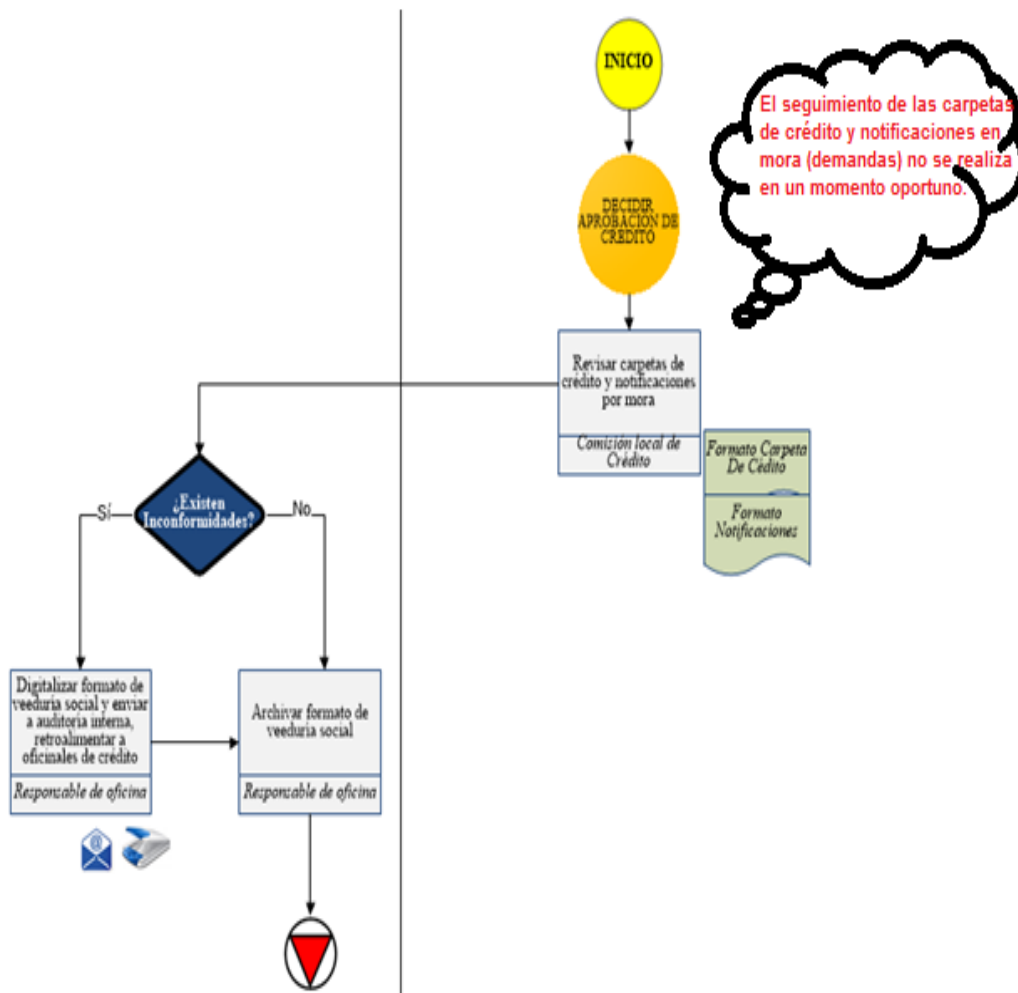 INICIO
El seguimiento de las carpetas
de crédito y notificaciones en
mora (demandas) no se realiza
en un momento oportuno.
DECIDIR
APROBACIÓN DE
CRÉDITO
Revisar carpetas de
crédito y notificaciones
por mora
Comisión local de
Crédito
Formato Carpeta
De Cédito
Formato
Notificaciones
¿Existen
Inconformidades?
Sí
No
Digitalizar formato de
veeduría social y enviar
a auditoría interna,
retroalimentar a
oficinales de crédito
Responsable de oficina
Archivar formato de
veeduría social
Responsable de oficina